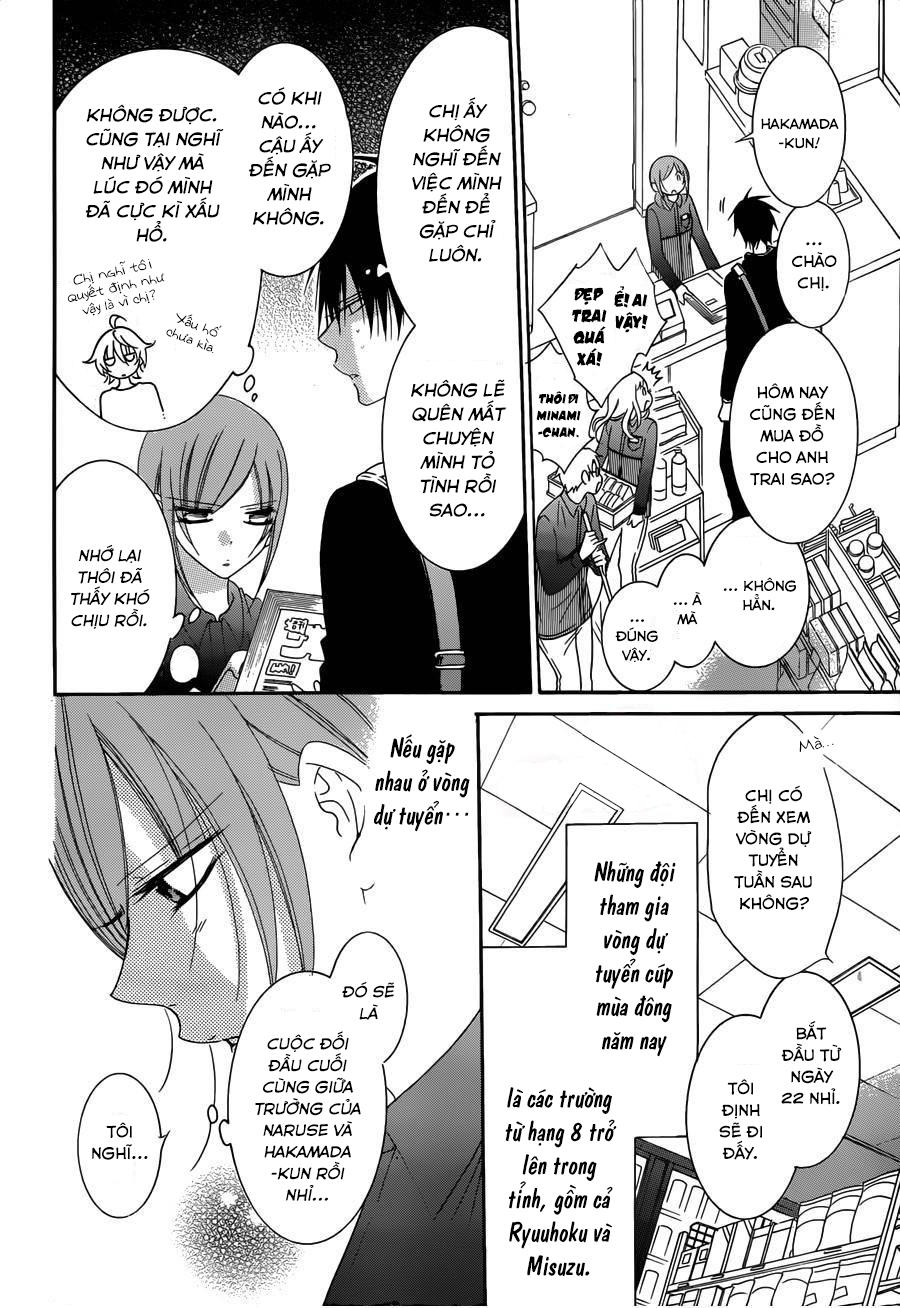 HAKAMADA
-KUN!
...
CHÀO
CHỊ.
Ể! AI
VẬY!
ĐẸP
TRAI
QUÁ
XÁ!
THÔI ĐI
MINAMI
-CHAN.
HÔM NAY
CŨNG ĐẾN
MUA ĐỒ
CHO ANH
TRAI SAO?
... KHÔNG
HẲN.
... À
MÀ
...
ĐÚNG
VẬY.
CHỊ ẤY
KHÔNG
NGHĨ ĐẾN
VIỆC MÌNH
ĐẾN ĐỂ
GẶP CHỈ
LUÔN.
KHÔNG LẼ
QUÊN MẤT
CHUYỆN
MÌNH TỎ
TÌNH RỒI
SAO...
CÓ KHI
NÀO...
CẬU ẤY
ĐẾN GẶP
MÌNH
KHÔNG.
KHÔNG ĐƯỢC.
CŨNG TẠI NGHĨ
NHƯ VẬY MÀ
LÚC ĐÓ MÌNH
ĐÃ CỰC KÌ XẤU
HỔ.
Chị nghĩ tôi
quyết định như
vậy là vì chị?
Xấu hổ
chưa kìa.
NHỚ LẠI
THÔI ĐÃ
THẤY KHÓ
CHỊU RỒI.
Mà...
CHỊ CÓ
ĐẾN XEM
VÒNG DỰ
TUYỂN
TUẦN SAU
KHÔNG?
BẮT
ĐẦU TỪ
NGÀY
22 NHỈ.
TÔI
ĐỊNH
SẼ ĐI
ĐẤY.
Những đội
tham gia
vòng dự
tuyển cúp
mùa đông
năm nay
là các trường
từ hạng 8 trở
lên trong
tỉnh, gồm cả
Ryuuhoku và
Misuzu.
Nếu gặp
nhau ở vòng
dự tuyển...
ĐÓ SẼ
LÀ
CUỘC ĐỐI
ĐẦU CUỐI
CÙNG GIỮA
TRƯỜNG CỦA
NARUSE VÀ
HAKAMADA
-KUN RỒI
NHỈ...
TÔI
NGHĨ...